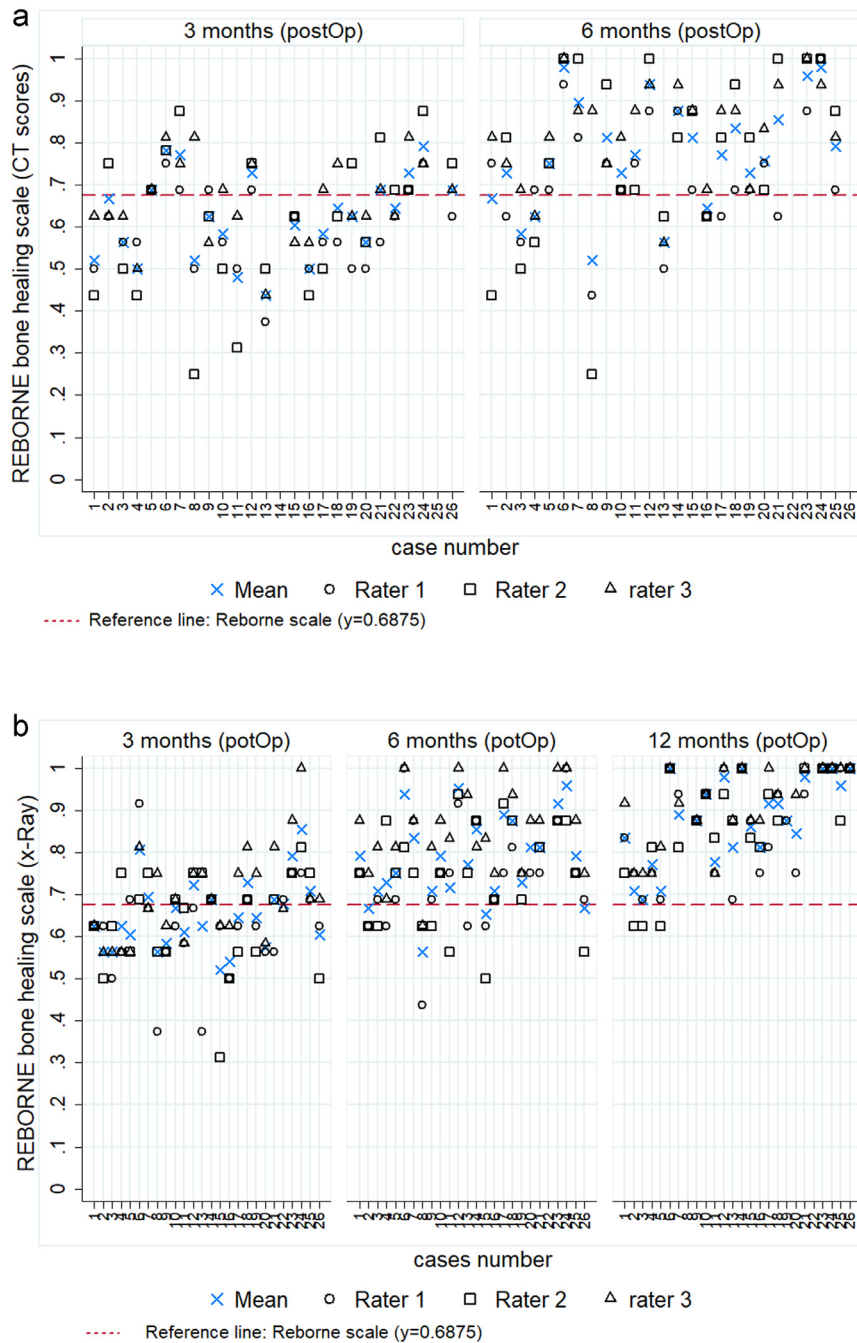 a
3 months (postOp)
6 months (postOp)
REBORNE bone healing scale (CT scores)
1
.9
.8
.7
.6
.5
.4
.3
.2
.1
0
1 2 3 4 5 6 7 8 9 10 11 12 13 14 15 16 17 18 19 20 21 22 23 24 26
1 2 3 4 5 6 7 8 9 10 11 12 13 14 15 16 17 18 19 20 21 23 24 25
case number
Mean Rater 1 Rater 2 rater 3
Reference line: Reborne scale (y=0.6875)
b
3 months (potOp)
6 months (potOp)
12 months (potOp)
REBORNE bone healing scale (x-Ray)
1
.9
.8
.7
.6
.5
.4
.3
.2
.1
0
cases number
Mean Rater 1 Rater 2 rater 3
Reference line: Reborne scale (y=0.6875)